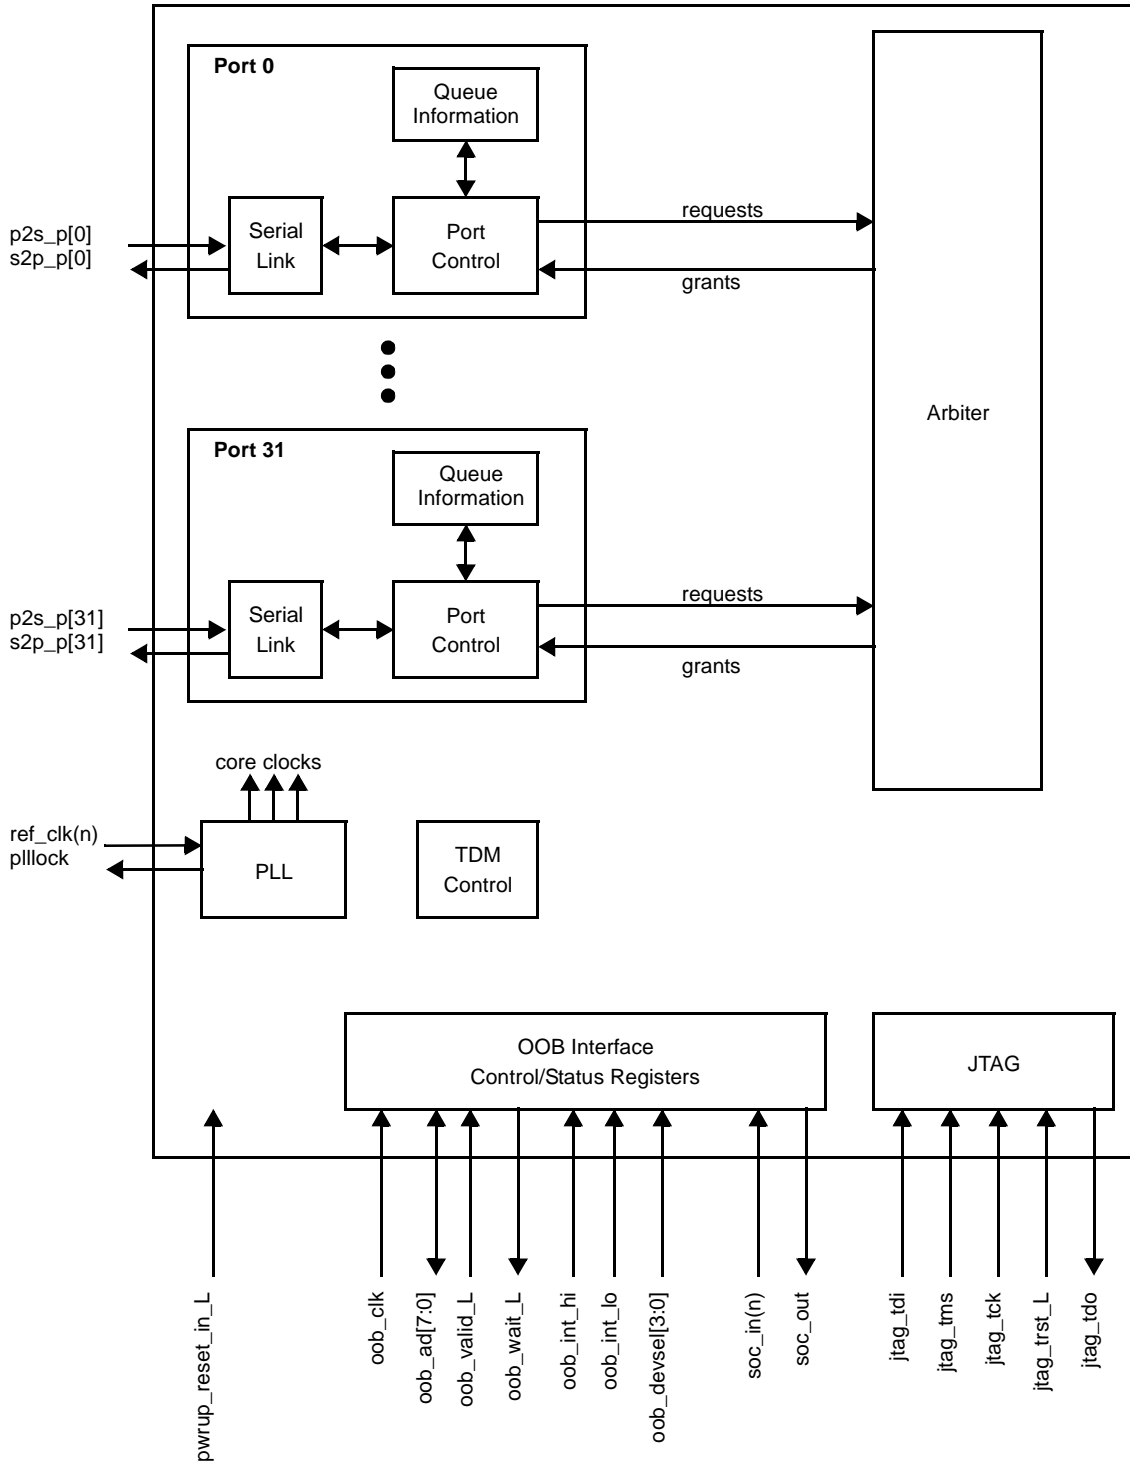 Port 0
Queue
Information
Serial
Link
Port
Control
p2s_p[0]
s2p_p[0]
requests
grants
Arbiter
Port 31
Queue
Information
Serial
Link
Port
Control
p2s_p[31]
s2p_p[31]
requests
grants
core clocks
ref_clk(n)
plllock
PLL
TDM
Control
OOB Interface
Control/Status Registers
JTAG
pwrup_reset_in_L
oob_clk
oob_ad[7:0]
oob_valid_L
oob_wait_L
oob_int_hi
oob_int_lo
oob_devsel[3:0]
soc_in(n)
soc_out
jtag_tdi
jtag_tms
jtag_tck
jtag_trst_L
jtag_tdo